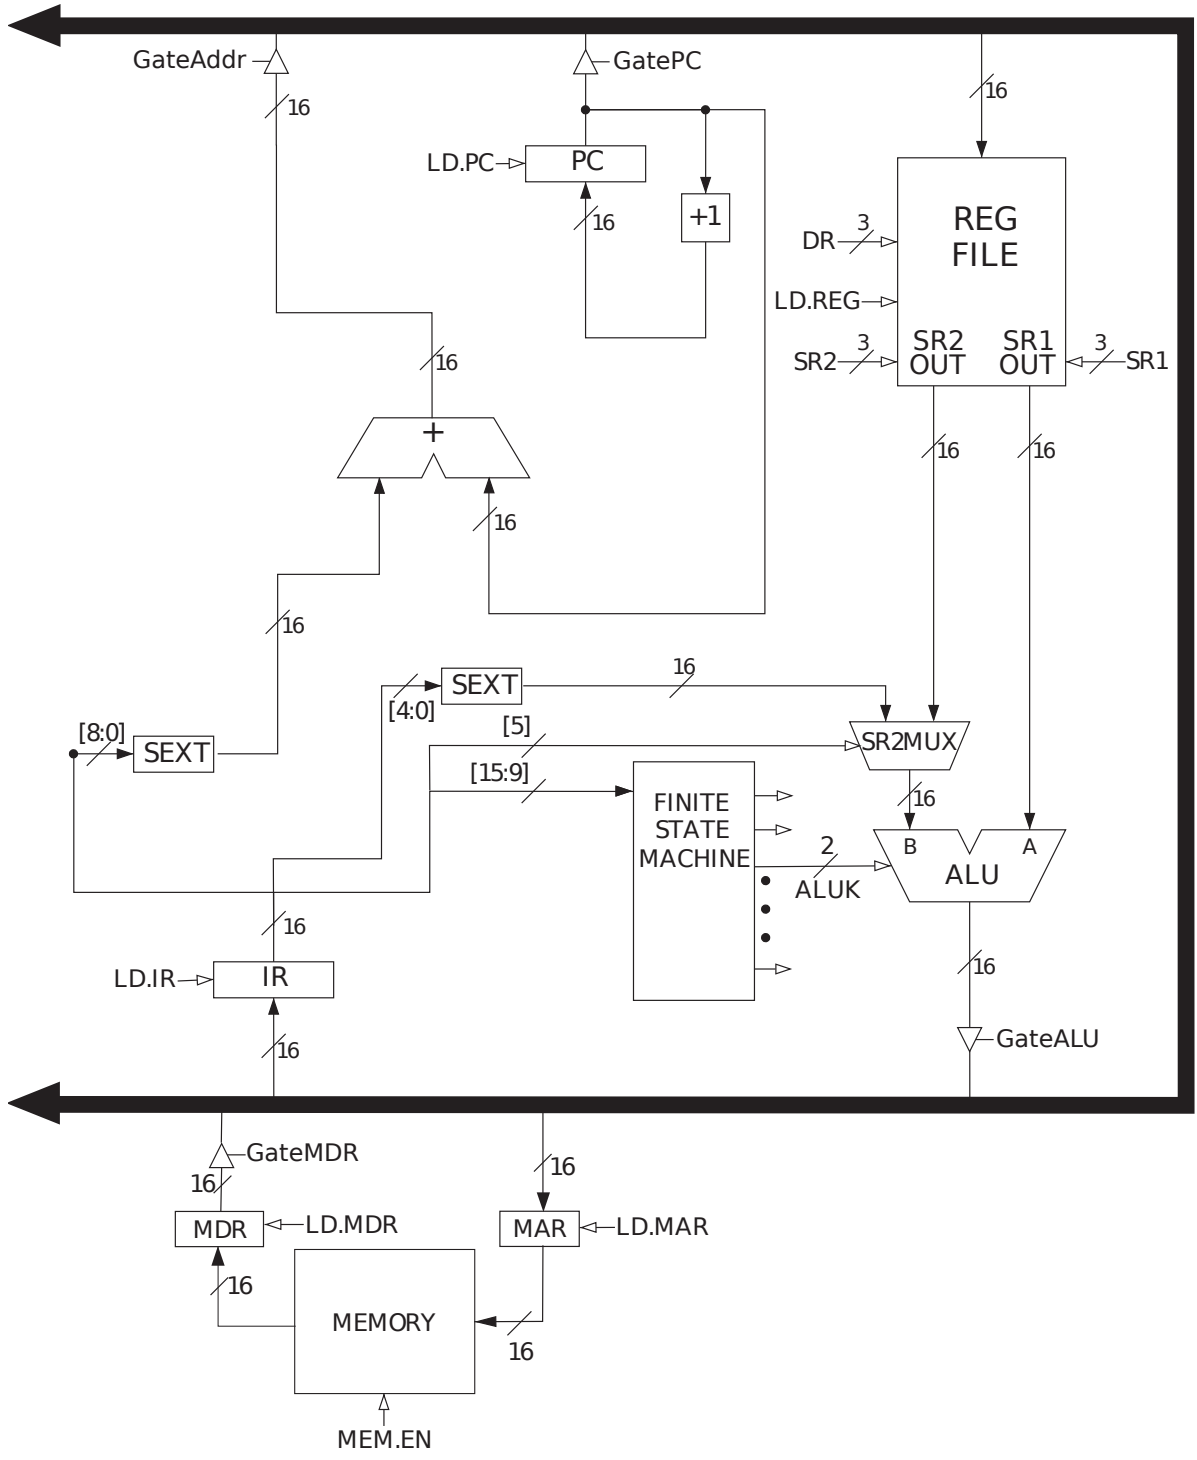 GateAddr
GatePC
16
16
LD.PC
PC
16
+1
REG
FILE
DR
3
LD.REG
SR2
3
SR2
OUT
SR1
OUT
3
SR1
16
+
16
16
16
16
[8:0]
SEXT
[4:0]
SEXT
16
[5]
[15:9]
SR2MUX
16
FINITE
STATE
MACHINE
2
ALUK
B
A
ALU
16
LD.IR
IR
16
16
GateALU
GateMDR
16
MDR
LD.MDR
16
MAR
LD.MAR
16
MEMORY
16
MEM.EN